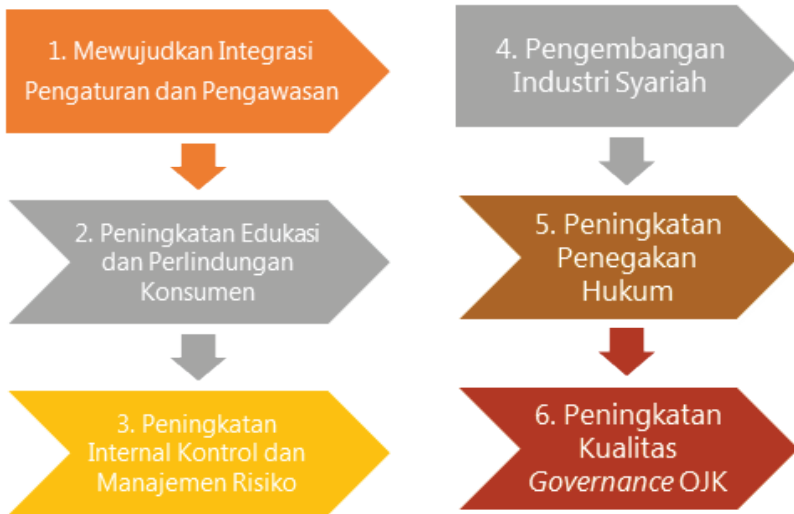 1. Mewujudkan Integrasi
Pengaturan dan Pengawasan
2. Peningkatan Edukasi
dan Perlindungan
Konsumen
3. Peningkatan
Internal Kontrol dan
Manajemen Risiko
4. Pengembangan
Industri Syariah
5. Peningkatan
Penegakan
Hukum
6. Peningkatan
Kualitas
Governance OJK